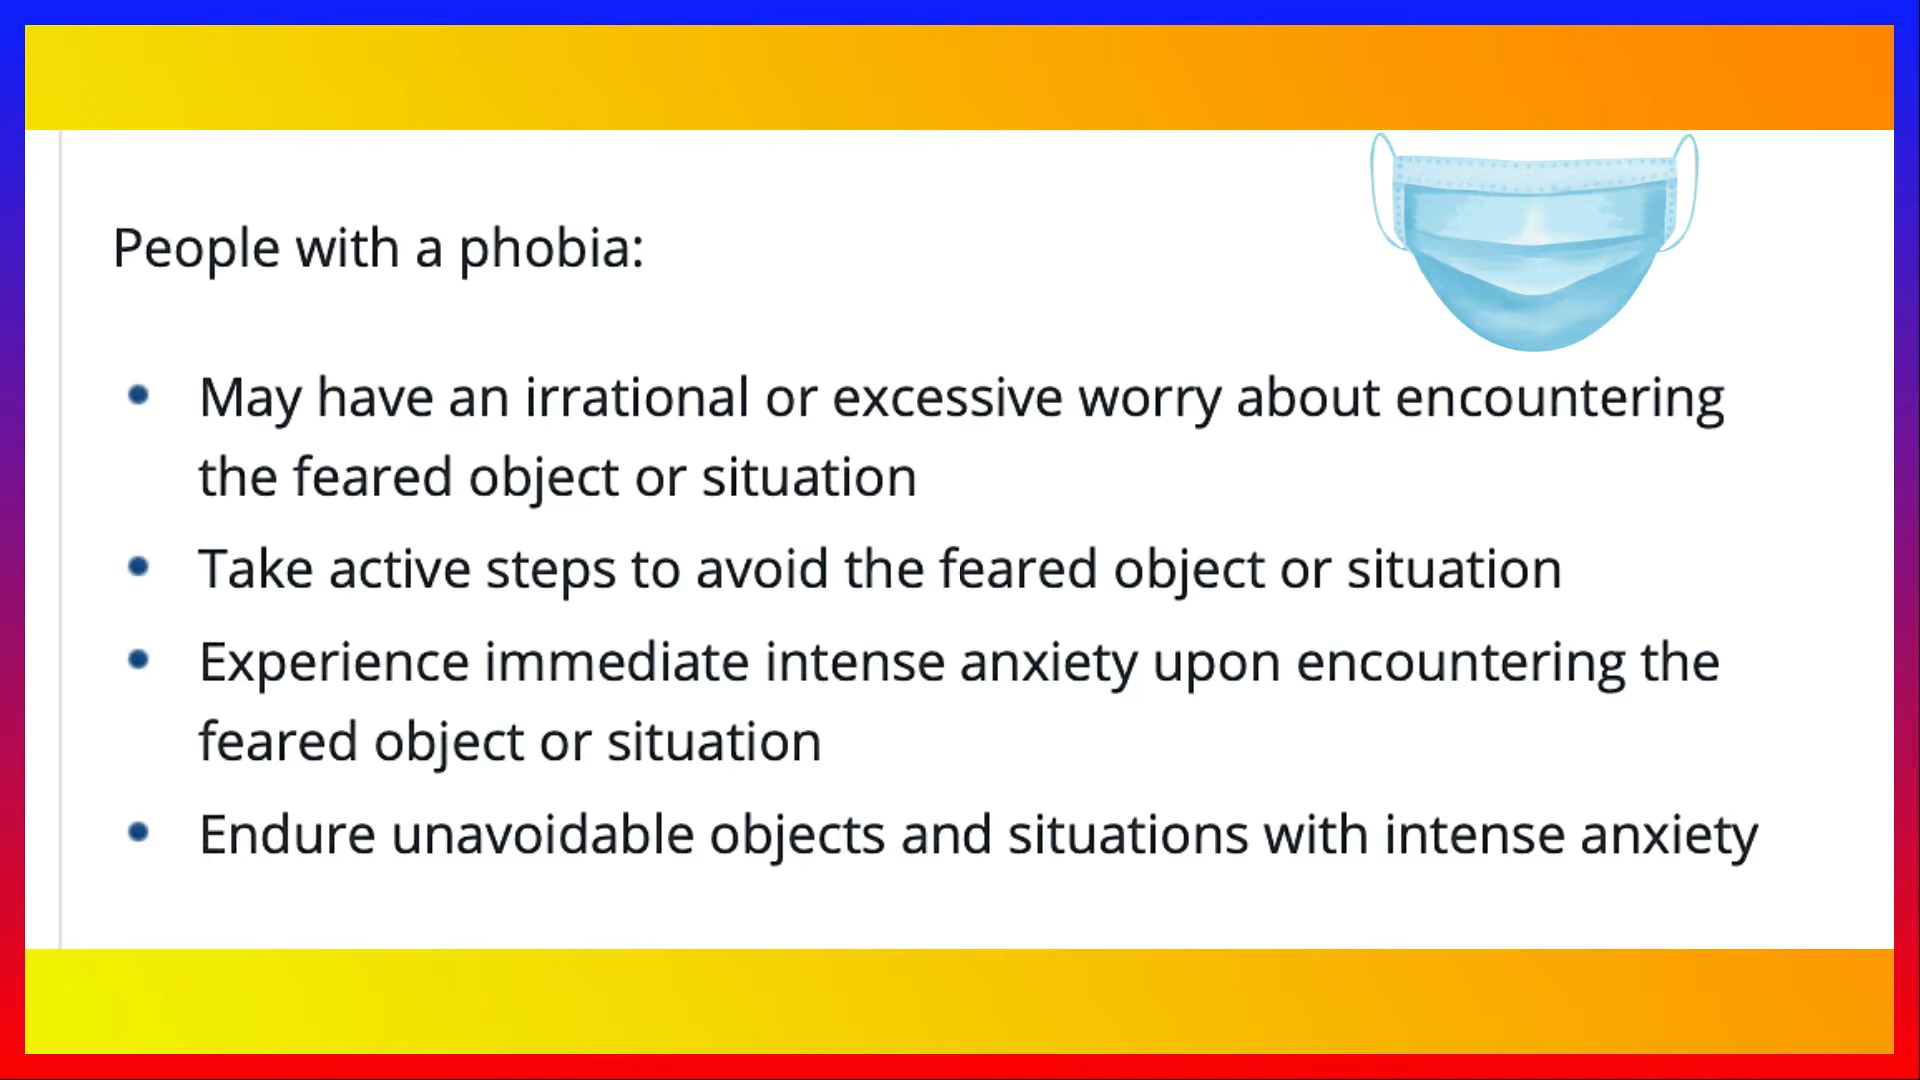 People with a phobia:
• May have an irrational or excessive worry about encountering
the feared object or situation
• Take active steps to avoid the feared object or situation
• Experience immediate intense anxiety upon encountering the
feared object or situation
• Endure unavoidable objects and situations with intense anxiety